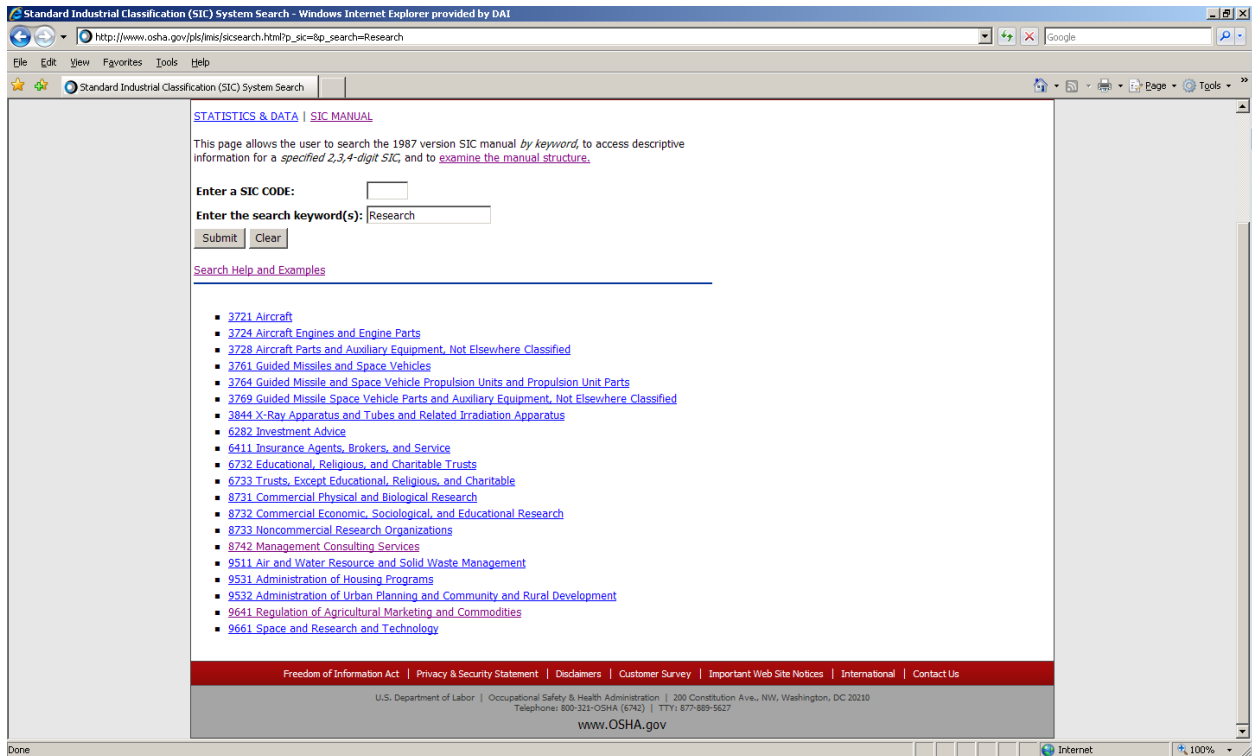 Standard Industrial Classification (SIC) System Search - Windows Internet Explorer provided by DAI
http://www.osha.gov/pls/imis/sicsearch.html?p_sic=&p_search=Research
Google
File Edit View Favorites Tools Help
Standard Industrial Classification (SIC) System Search
Page Tools
STATISTICS & DATA | SIC MANUAL
This page allows the user to search the 1987 version SIC manual by keyword, to access descriptive
information for a specified 2,3,4-digit SIC, and to examine the manual structure.
Enter a SIC CODE:
Enter the search keyword(s): Research
Submit Clear
Search Help and Examples
3721 Aircraft
3724 Aircraft Engines and Engine Parts
3728 Aircraft Parts and Auxiliary Equipment, Not Elsewhere Classified
3761 Guided Missiles and Space Vehicles
3764 Guided Missile and Space Vehicle Propulsion Units and Propulsion Unit Parts
3769 Guided Missile Space Vehicle Parts and Auxiliary Equipment, Not Elsewhere Classified
3844 X-Ray Apparatus and Tubes and Related Irradiation Apparatus
6282 Investment Advice
6411 Insurance Agents, Brokers, and Service
6732 Educational, Religious, and Charitable Trusts
6733 Trusts, Except Educational, Religious, and Charitable
8731 Commercial Physical and Biological Research
8732 Commercial Economic, Sociological, and Educational Research
8733 Noncommercial Research Organizations
8742 Management Consulting Services
9511 Air and Water Resource and Solid Waste Management
9531 Administration of Housing Programs
9532 Administration of Urban Planning and Community and Rural Development
9641 Regulation of Agricultural Marketing and Commodities
9661 Space and Research and Technology
Freedom of Information Act | Privacy & Security Statement | Disclaimers | Customer Survey | Important Web Site Notices | International | Contact Us
U.S. Department of Labor | Occupational Safety & Health Administration | 200 Constitution Ave., NW, Washington, DC 20210
Telephone: 800-321-OSHA (6742) | TTY: 877-889-5627
www.OSHA.gov
Done Internet 100%